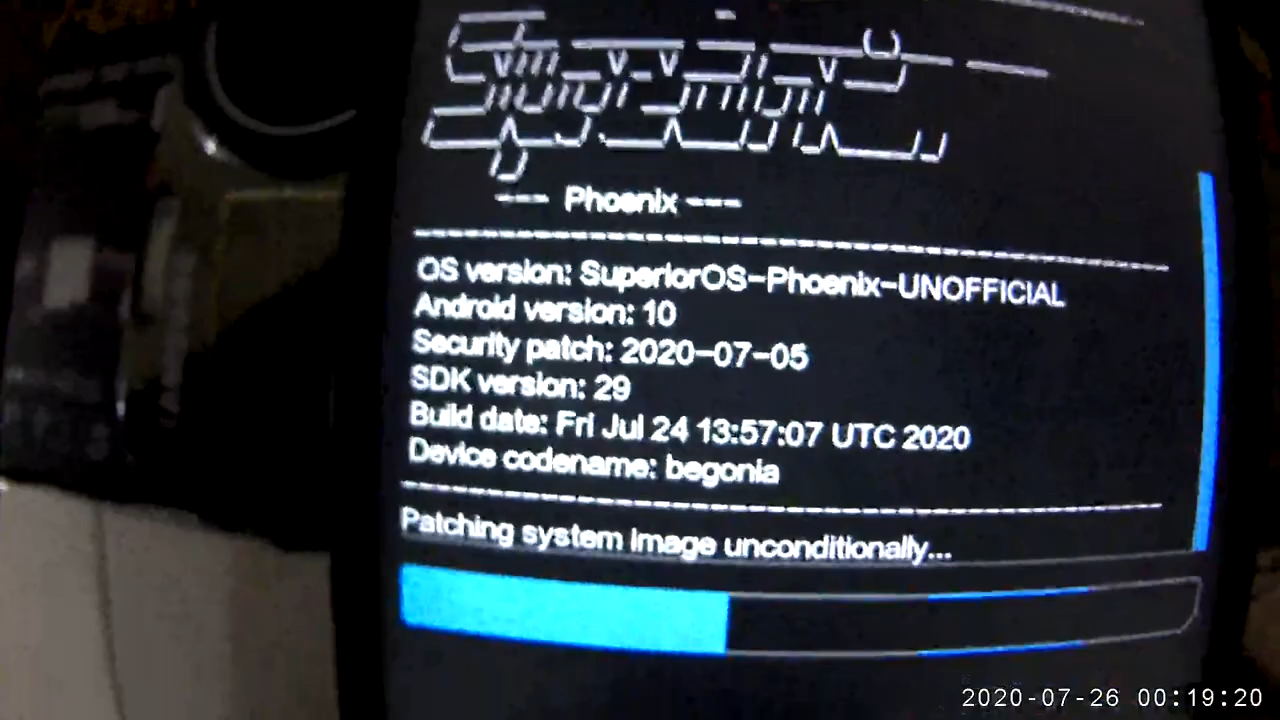 --- Phoenix ---
OS version: SuperiorOS-Phoenix-UNOFFICIAL
Android version: 10
Security patch: 2020-07-05
SDK version: 29
Build date: Fri Jul 24 13:57:07 UTC 2020
Device codename: begonia
Patching system image unconditionally...
2020-07-26 00:19:20